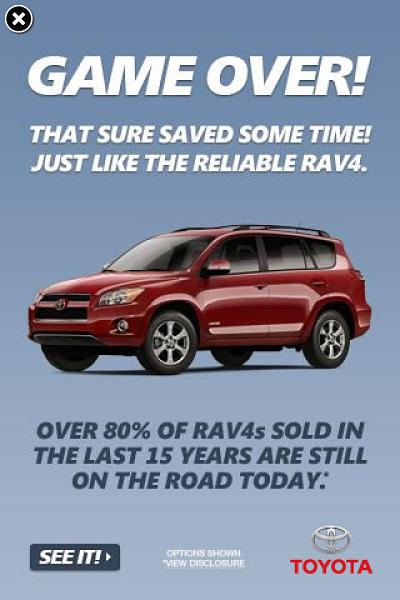 GAME OVER!
THAT SURE SAVED SOME TIME!
JUST LIKE THE RELIABLE RAV4.
OVER 80% OF RAV4s SOLD IN
THE LAST 15 YEARS ARE STILL
ON THE ROAD TODAY.*
SEE IT!
OPTIONS SHOWN
*VIEW DISCLOSURE
TOYOTA